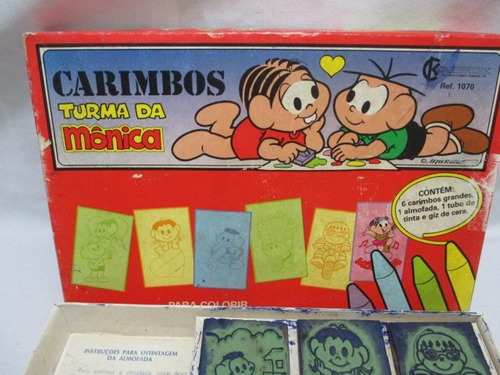 CARIMBOS
TURMA DA
Mônica
Ref. 1070
CONTÉM:
6 carimbos grandes,
1 almofada, 1 tubo de
tinta e giz de cera.
PARA COLORIR
INSTRUÇÕES PARA ENTINTAGEM
DA ALMOFADA